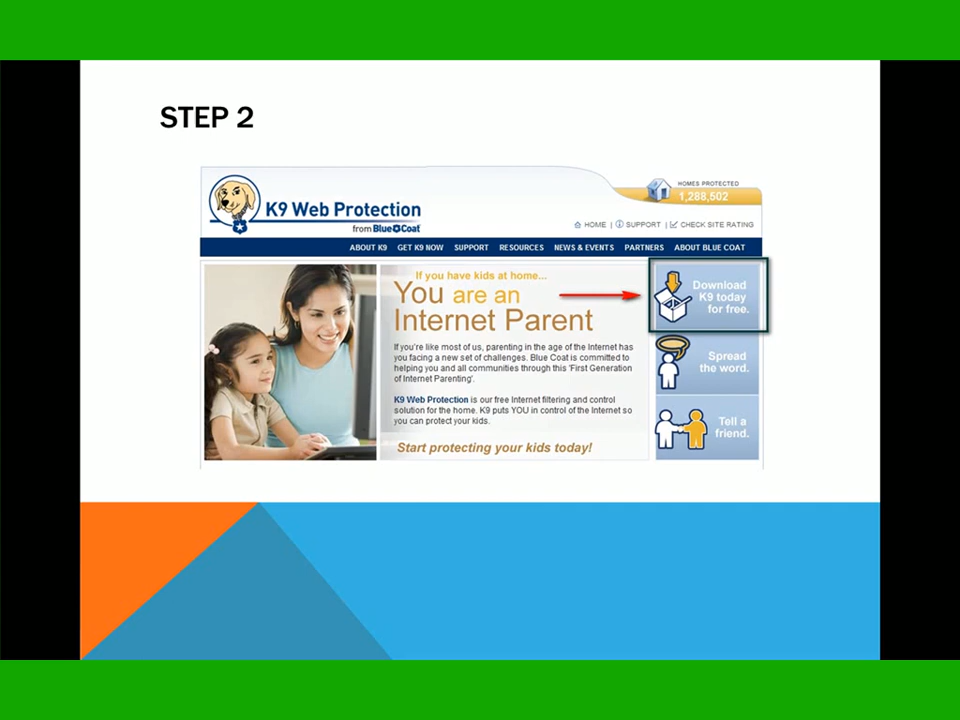 STEP 2
K9 Web Protection
from Blue Coat
HOMES PROTECTED
1,288,502
HOME | SUPPORT | CHECK SITE RATING
ABOUT K9 GET K9 NOW SUPPORT RESOURCES NEWS & EVENTS PARTNERS ABOUT BLUE COAT
If you have kids at home...
You are an
Internet Parent
If you're like most of us, parenting in the age of the Internet has
you facing a new set of challenges. Blue Coat is committed to
helping you and all communities through this 'First Generation
of Internet Parenting'.
K9 Web Protection is our free Internet filtering and control
solution for the home. K9 puts YOU in control of the Internet so
you can protect your kids.
Start protecting your kids today!
Download
K9 today
for free.
Spread
the word.
Tell a
friend.